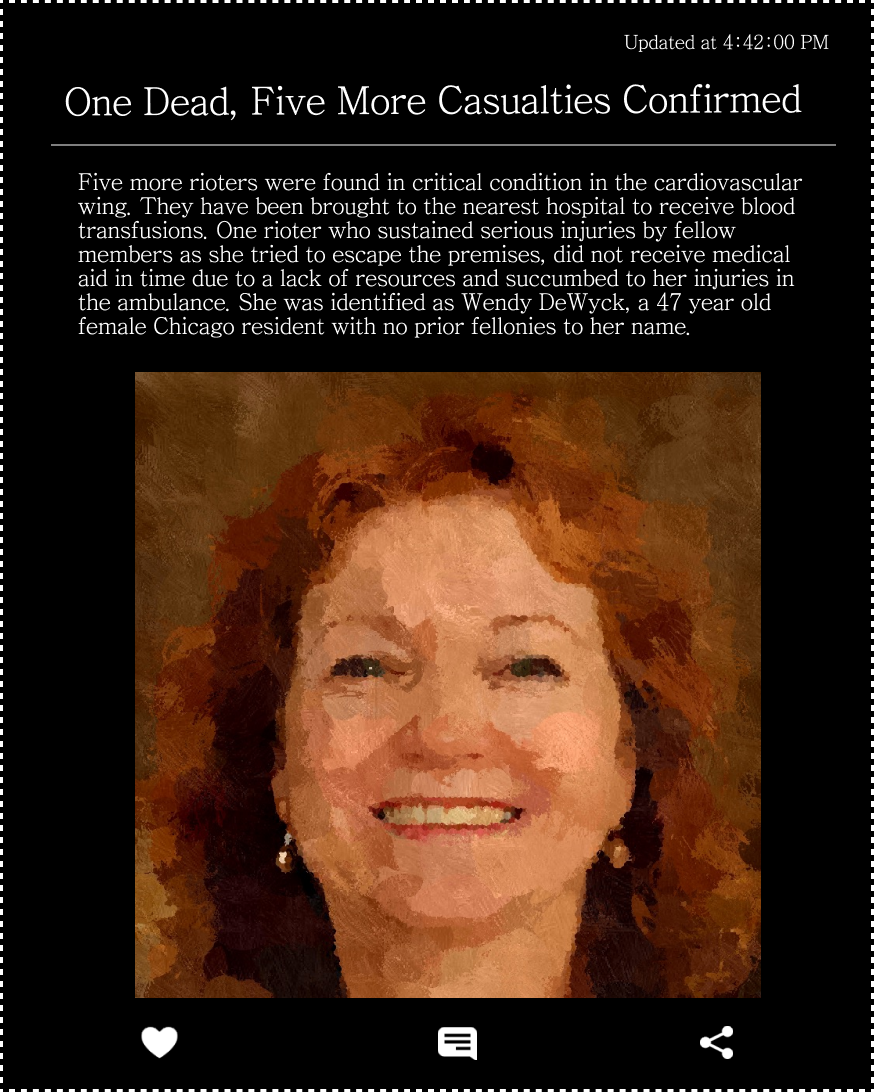 Updated at 4:42:00 PM
One Dead, Five More Casualties Confirmed
Five more rioters were found in critical condition in the cardiovascular
wing. They have been brought to the nearest hospital to receive blood
transfusions. One rioter who sustained serious injuries by fellow
members as she tried to escape the premises, did not receive medical
aid in time due to a lack of resources and succumbed to her injuries in
the ambulance. She was identified as Wendy DeWyck, a 47 year old
female Chicago resident with no prior fellonies to her name.